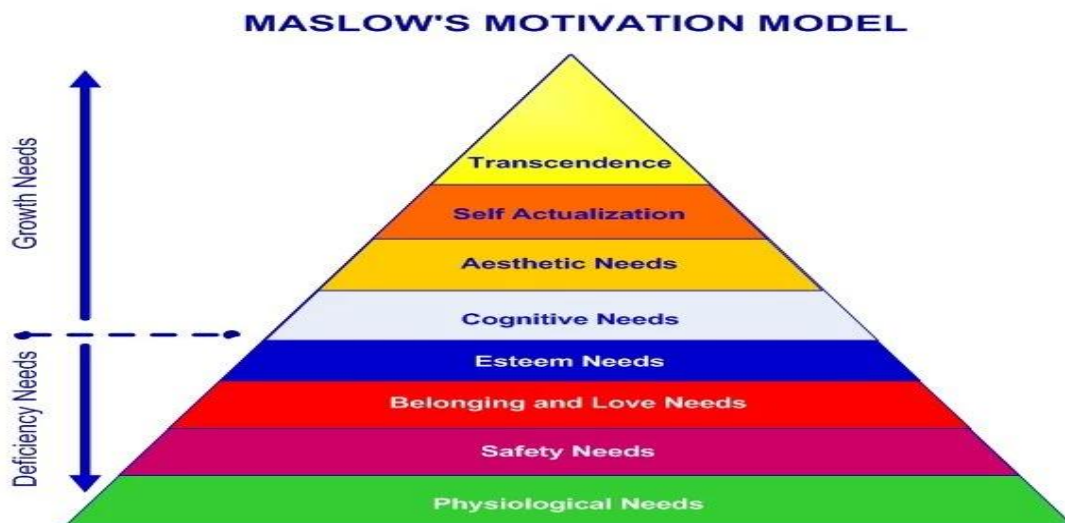 MASLOW'S MOTIVATION MODEL
Growth Needs
Deficiency Needs
Transcendence
Self Actualization
Aesthetic Needs
Cognitive Needs
Esteem Needs
Belonging and Love Needs
Safety Needs
Physiological Needs